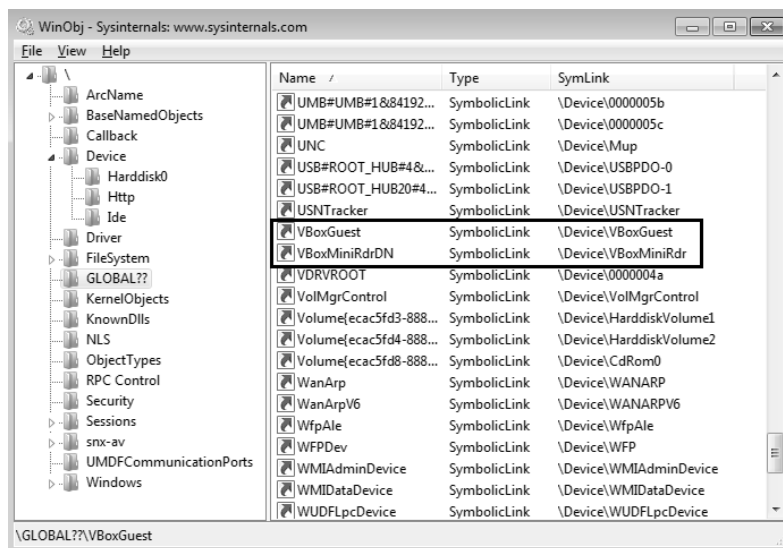 WinObj - Sysinternals: www.sysinternals.com
File View Help
\
ArcName
BaseNamedObjects
Callback
Device
Harddisk0
Http
Ide
Driver
FileSystem
GLOBAL??
KernelObjects
KnownDlls
NLS
ObjectTypes
RPC Control
Security
Sessions
snx-av
UMDFCommunicationPorts
Windows
Name / Type SymLink
UMB#UMB#1&84192... SymbolicLink \Device\0000005b
UMB#UMB#1&84192... SymbolicLink \Device\0000005c
UNC SymbolicLink \Device\Mup
USB#ROOT_HUB#4&... SymbolicLink \Device\USBPDO-0
USB#ROOT_HUB20#4... SymbolicLink \Device\USBPDO-1
USNTracker SymbolicLink \Device\USNTracker
VBoxGuest SymbolicLink \Device\VBoxGuest
VBoxMiniRdrDN SymbolicLink \Device\VBoxMiniRdr
VDRVROOT SymbolicLink \Device\0000004a
VolMgrControl SymbolicLink \Device\VolMgrControl
Volume{ecac5fd3-888... SymbolicLink \Device\HarddiskVolume1
Volume{ecac5fd4-888... SymbolicLink \Device\HarddiskVolume2
Volume{ecac5fd8-888... SymbolicLink \Device\CdRom0
WanArp SymbolicLink \Device\WANARP
WanArpV6 SymbolicLink \Device\WANARPV6
WfpAle SymbolicLink \Device\WfpAle
WFPDev SymbolicLink \Device\WFP
WMIAdminDevice SymbolicLink \Device\WMIAdminDevice
WMIDataDevice SymbolicLink \Device\WMIDataDevice
WUDFLpcDevice SymbolicLink \Device\WUDFLpcDevice
\GLOBAL??\VBoxGuest